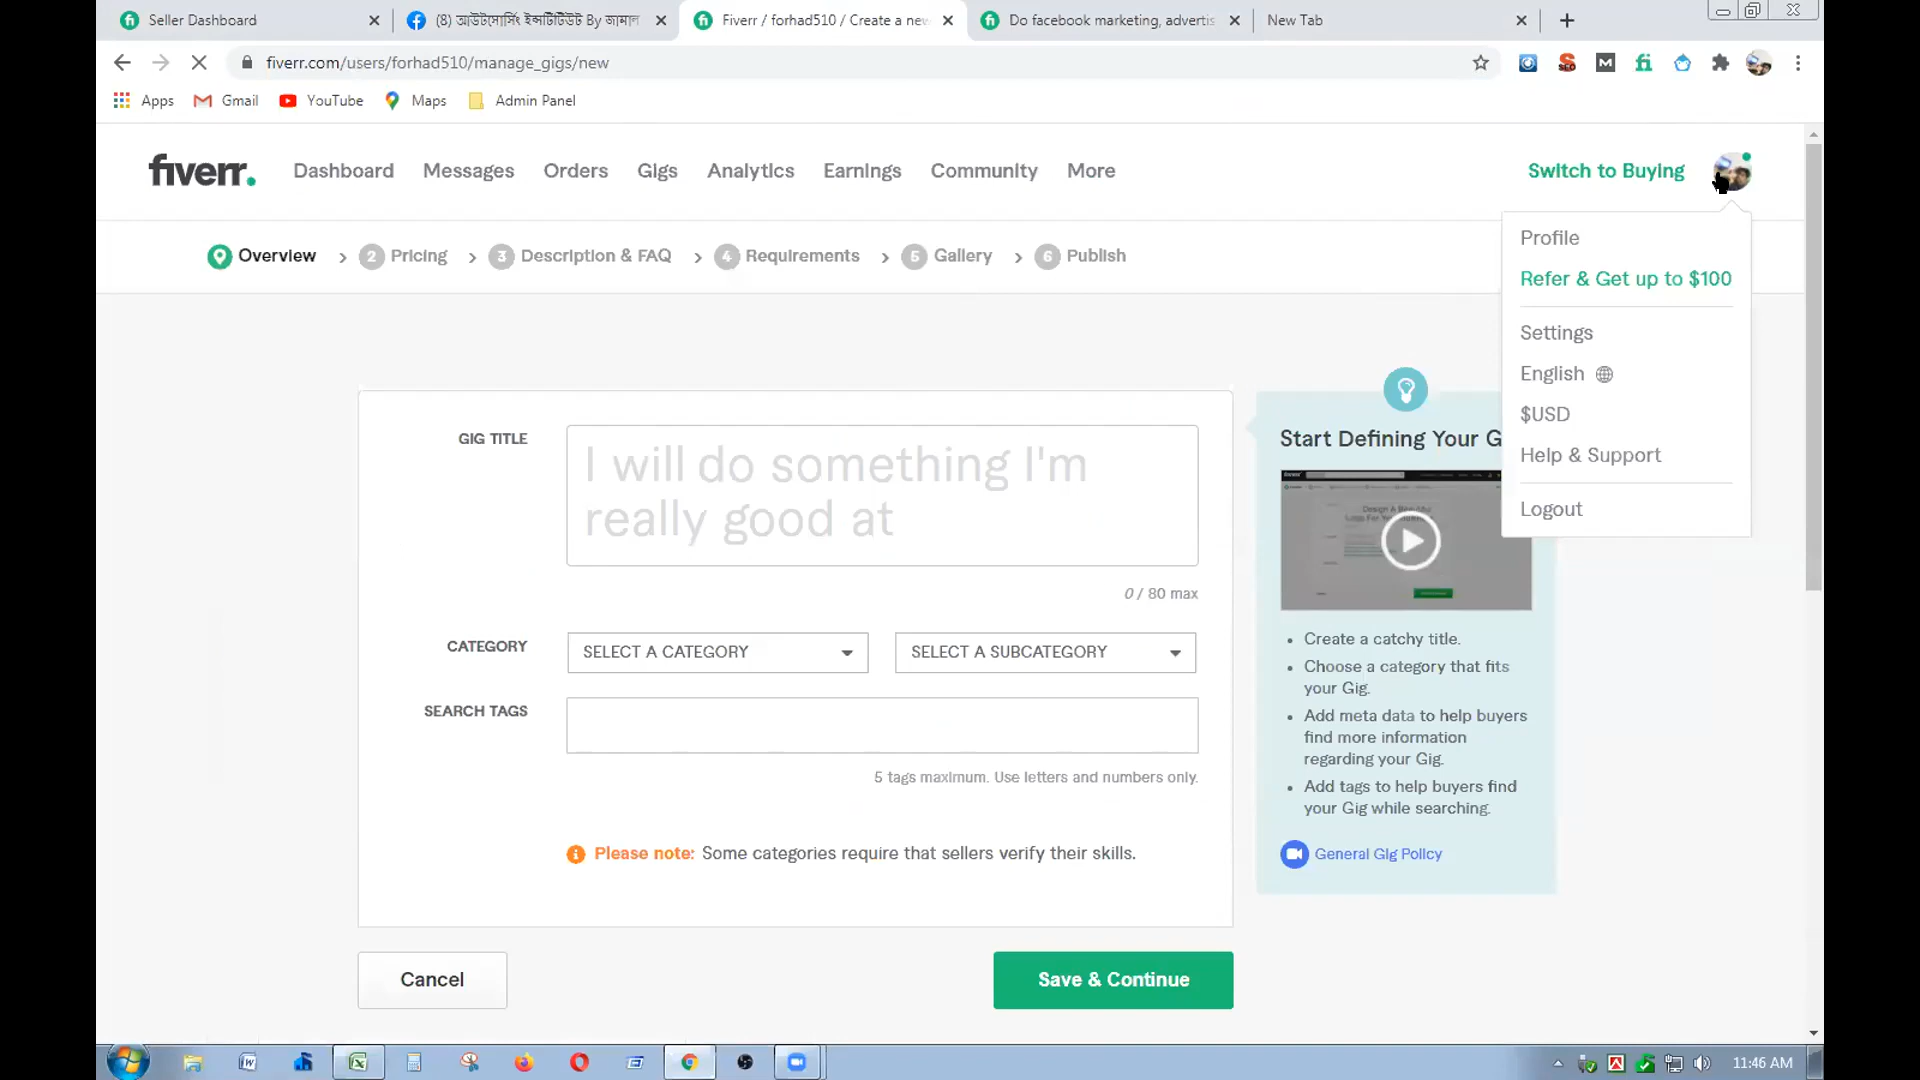 Seller Dashboard
(8) আউটসোর্সিং ইন্সটিটিউট By জামাল
Fiverr / forhad510 / Create a new
Do facebook marketing, advertis
New Tab
fiverr.com/users/forhad510/manage_gigs/new
Apps
Gmail
YouTube
Maps
Admin Panel
fiverr.
Dashboard
Messages
Orders
Gigs
Analytics
Earnings
Community
More
Switch to Buying
Overview
2 Pricing
3 Description & FAQ
4 Requirements
5 Gallery
6 Publish
Profile
Refer & Get up to $100
Settings
English
$USD
Help & Support
Logout
GIG TITLE
I will do something I'm
really good at
0 / 80 max
CATEGORY
SELECT A CATEGORY
SELECT A SUBCATEGORY
SEARCH TAGS
5 tags maximum. Use letters and numbers only.
Please note: Some categories require that sellers verify their skills.
Cancel
Save & Continue
Start Defining Your G
• Create a catchy title.
• Choose a category that fits
your Gig.
• Add meta data to help buyers
find more information
regarding your Gig.
• Add tags to help buyers find
your Gig while searching.
General Gig Policy
11:46 AM